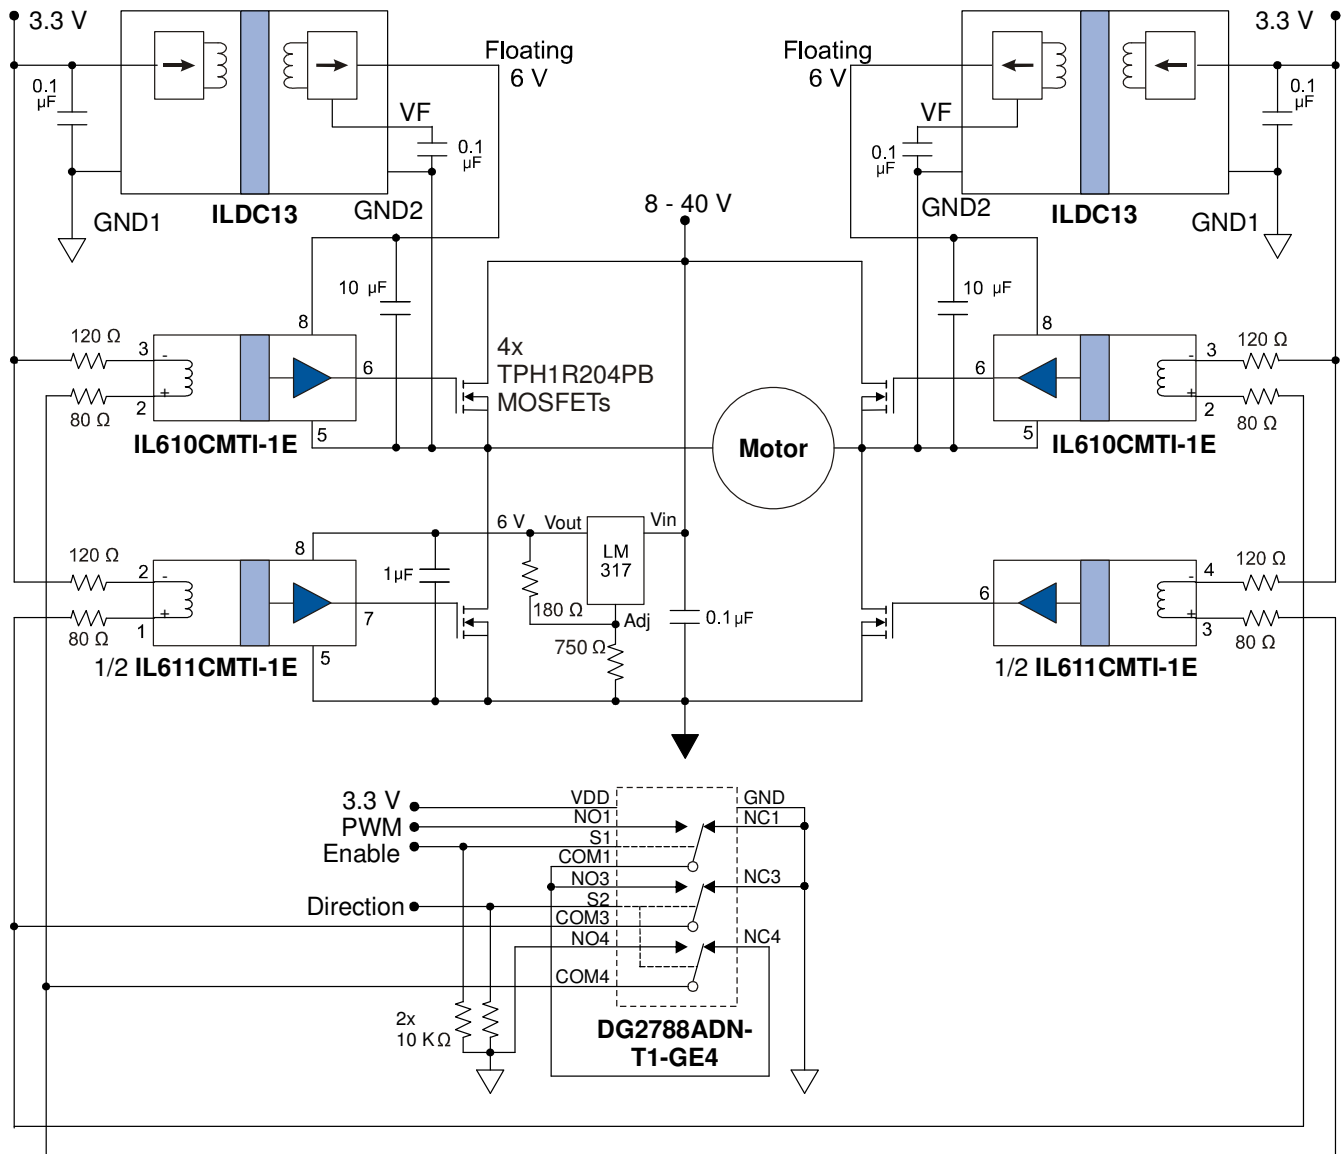 3.3 V
3.3 V
Floating
6 V
Floating
6 V
0.1
µF
VF
0.1
µF
VF
0.1
µF
0.1
µF
GND1
ILDC13
GND2
GND2
ILDC13
GND1
8 - 40 V
10 µF
10 µF
120 Ω
3
-
8
6
+
2
80 Ω
5
IL610CMTI-1E
4x
TPH1R204PB
MOSFETs
Motor
8
6
-
3
120 Ω
+
2
80 Ω
5
IL610CMTI-1E
120 Ω
2
-
8
7
+
1
80 Ω
5
1/2 IL611CMTI-1E
6 V
Vout
Vin
LM
317
1µF
180 Ω
Adj
750 Ω
0.1µF
6
-
4
120 Ω
+
3
80 Ω
1/2 IL611CMTI-1E
3.3 V
VDD
GND
PWM
NO1
NC1
Enable
S1
COM1
NO3
NC3
Direction
S2
COM3
NO4
NC4
COM4
2x
10 KΩ
DG2788ADN-
T1-GE4